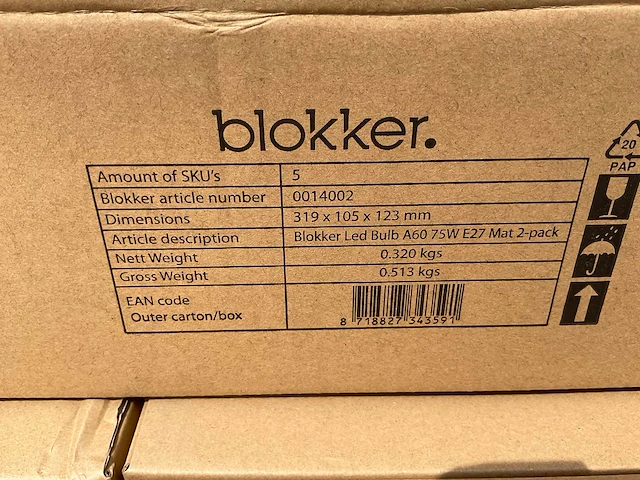 blokker.
Amount of SKU's 5
Blokker article number 0014002
Dimensions 319 x 105 x 123 mm
Article description Blokker Led Bulb A60 75W E27 Mat 2-pack
Nett Weight 0.320 kgs
Gross Weight 0.513 kgs
EAN code
Outer carton/box
8 718827 343591
20
PAP